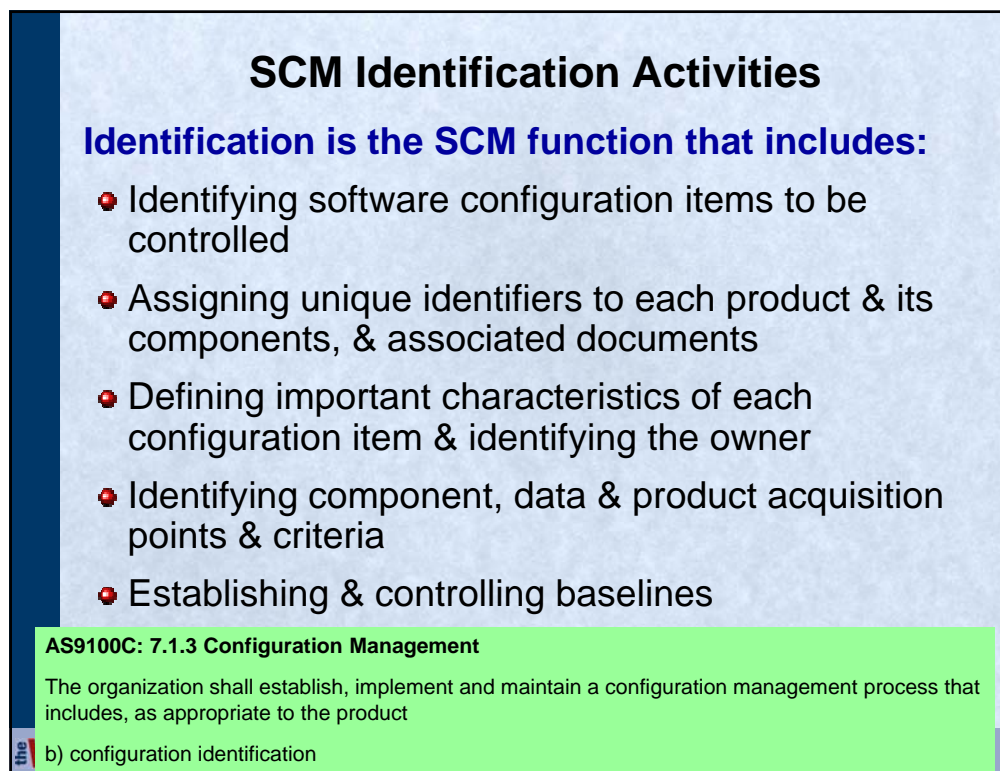 SCM Identification Activities
Identification is the SCM function that includes:
Identifying software configuration items to be
controlled
Assigning unique identifiers to each product & its
components, & associated documents
Defining important characteristics of each
configuration item & identifying the owner
Identifying component, data & product acquisition
points & criteria
Establishing & controlling baselines
AS9100C: 7.1.3 Configuration Management
The organization shall establish, implement and maintain a configuration management process that
includes, as appropriate to the product
b) configuration identification
the